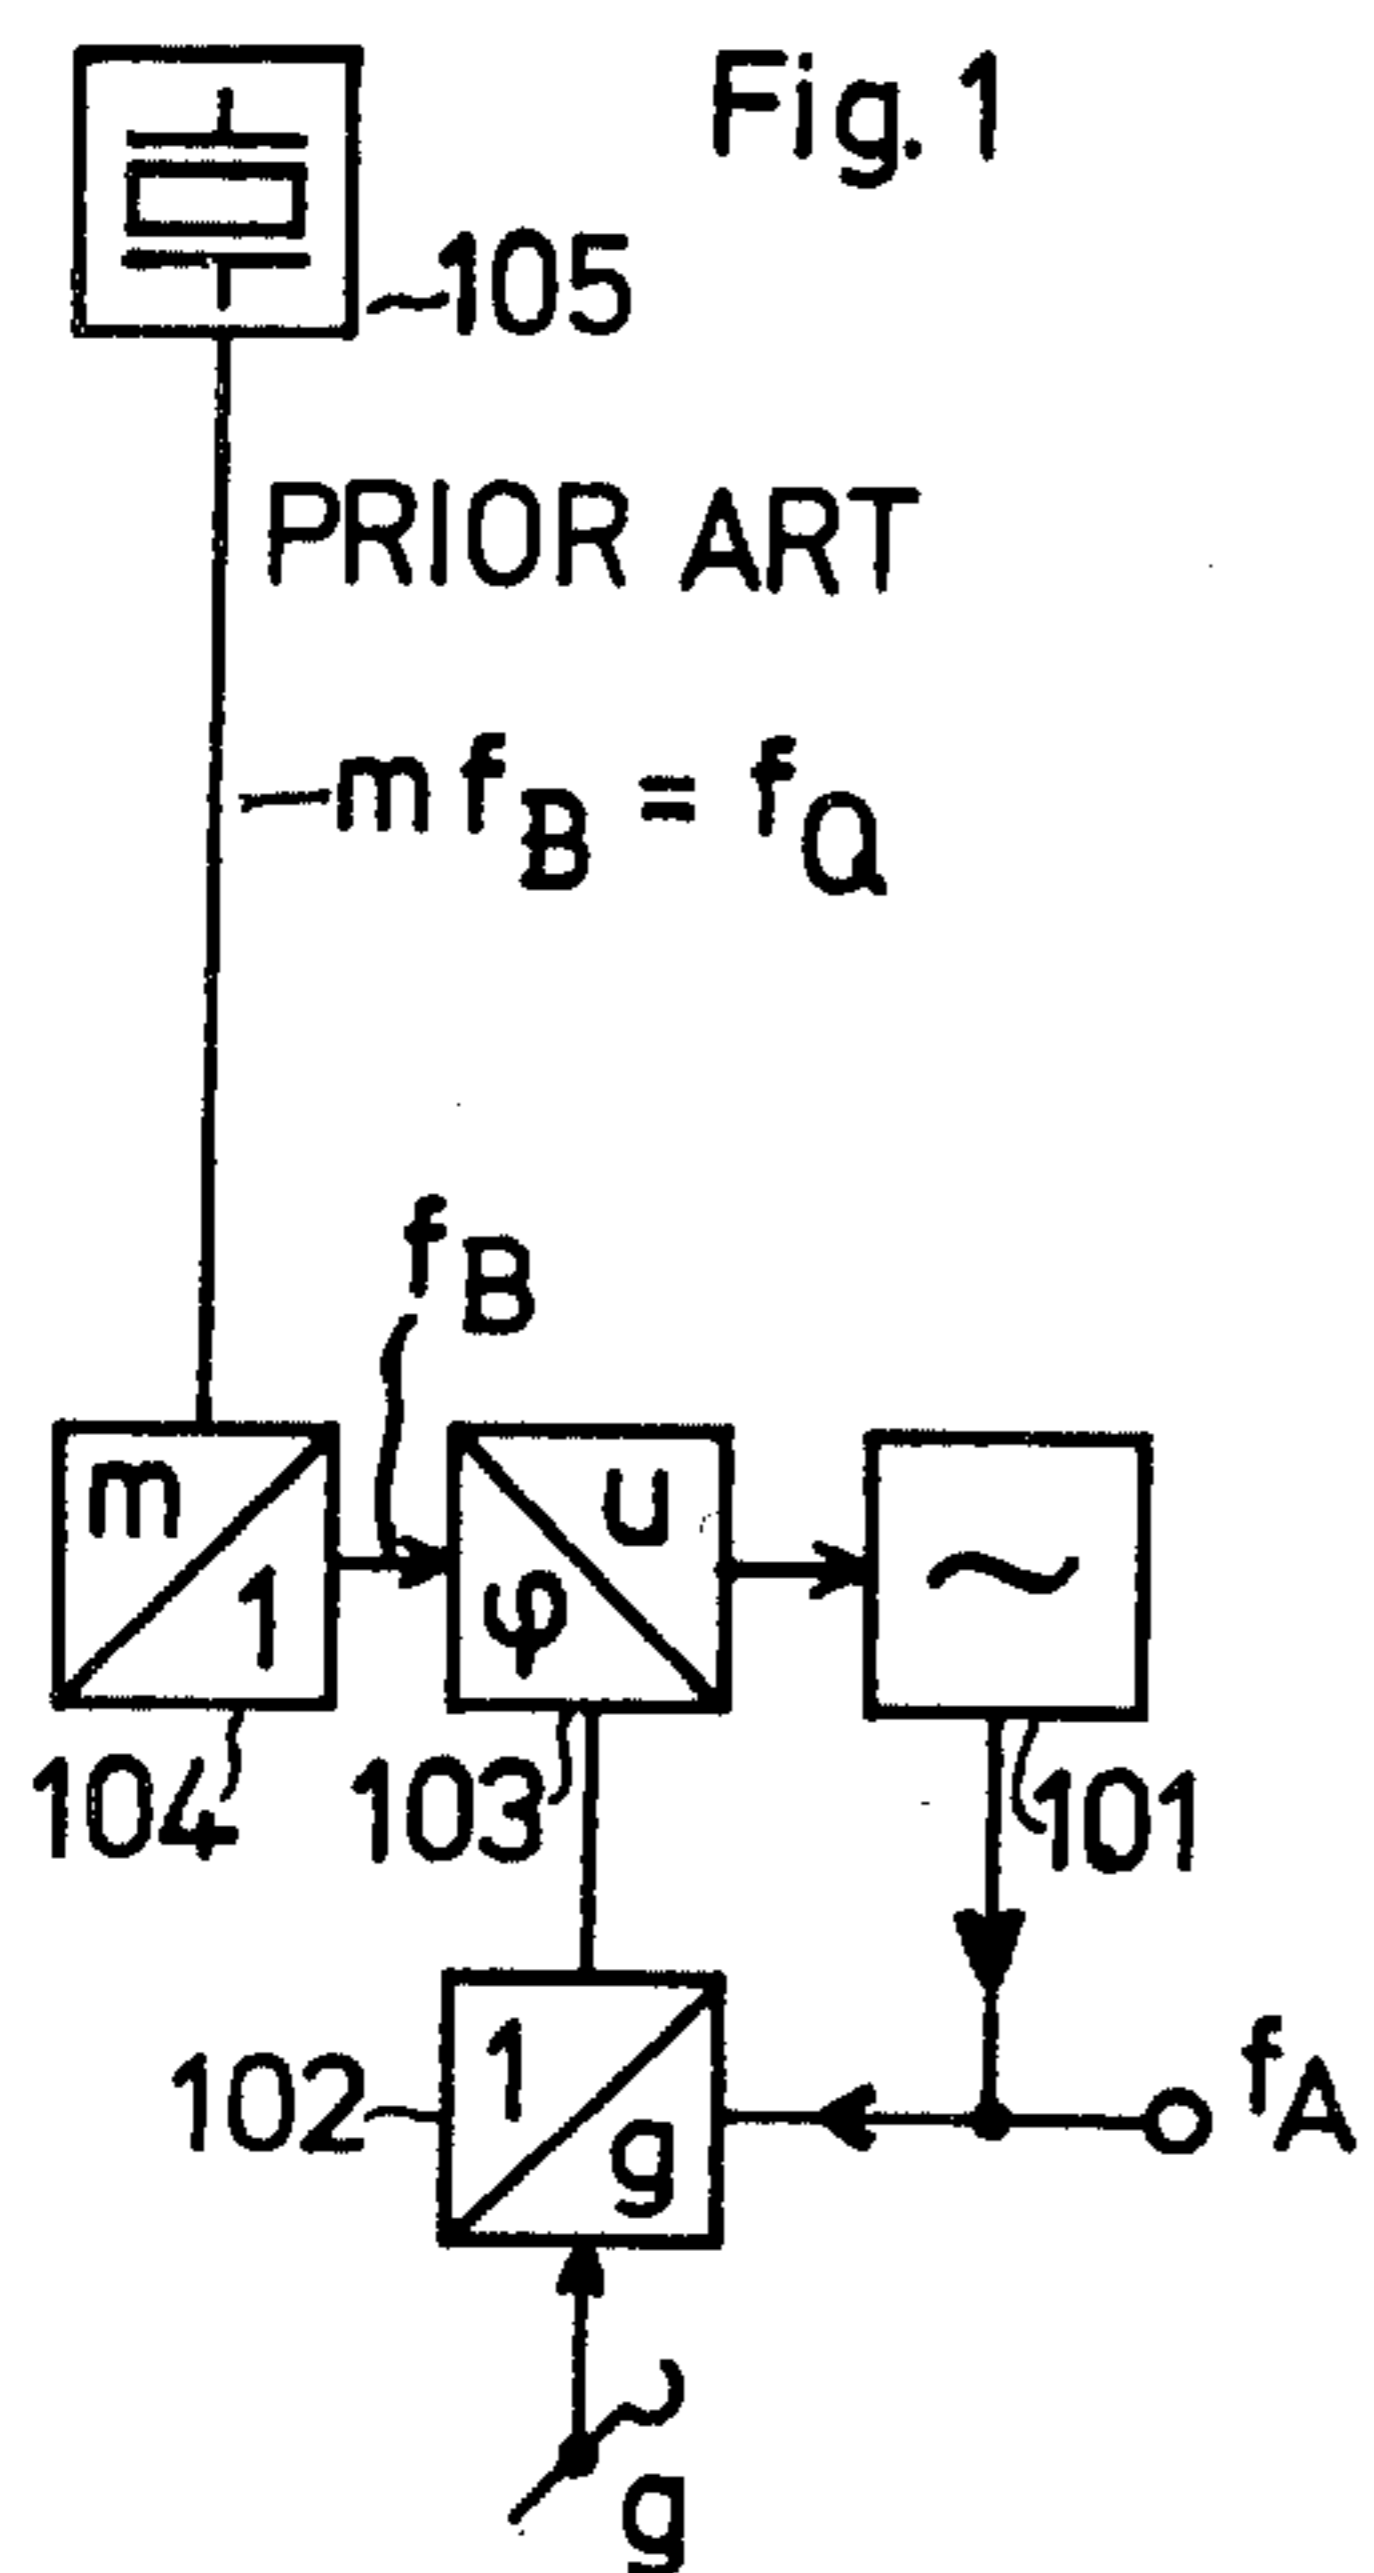 Fig. 1
105
PRIOR ART
m f_B = f_Q
f_B
m
1
φ
u
~
104
103
101
102
1
g
f_A
g